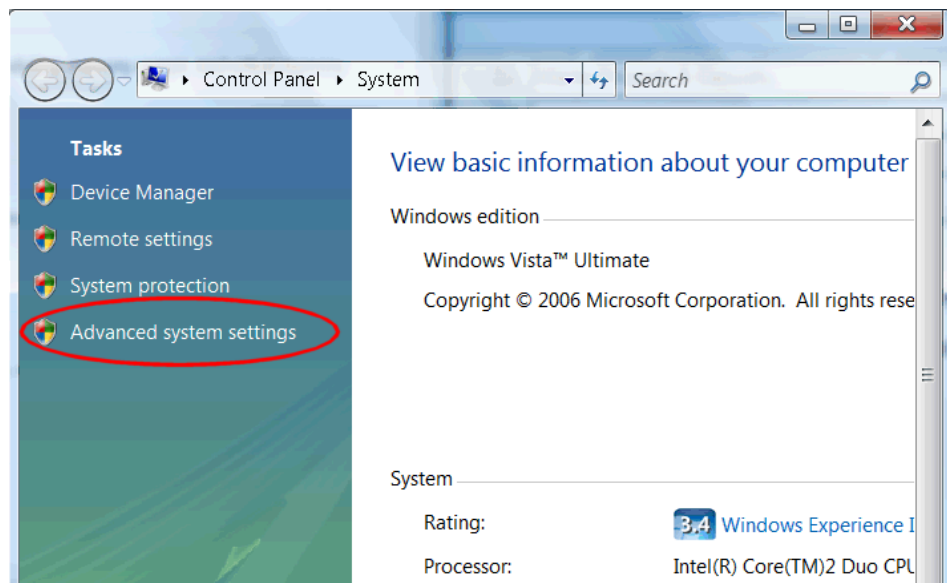 Control Panel System
Search
Tasks
Device Manager
Remote settings
System protection
Advanced system settings
View basic information about your computer
Windows edition
Windows Vista™ Ultimate
Copyright © 2006 Microsoft Corporation. All rights rese
System
Rating:
3.4 Windows Experience I
Processor:
Intel(R) Core(TM)2 Duo CPU